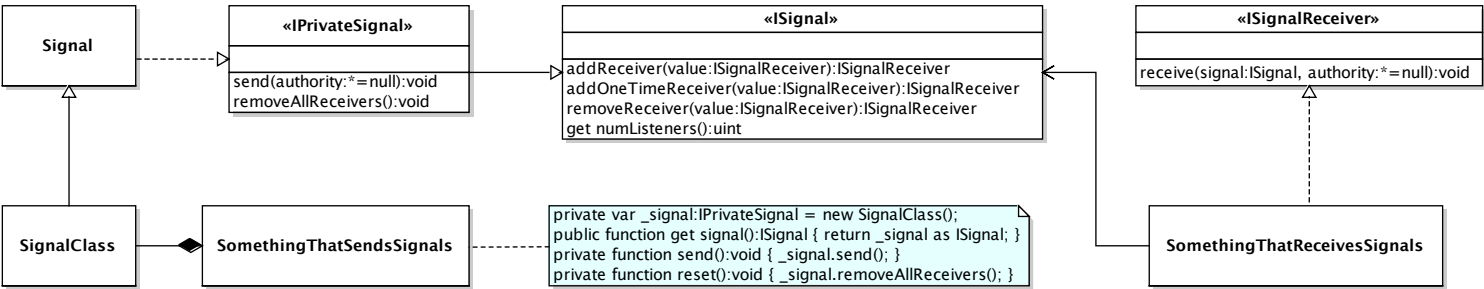 Signal
«IPrivateSignal»
send(authority:*=null):void
removeAllReceivers():void
«ISignal»
addReceiver(value:ISignalReceiver):ISignalReceiver
addOneTimeReceiver(value:ISignalReceiver):ISignalReceiver
removeReceiver(value:ISignalReceiver):ISignalReceiver
get numListeners():uint
«ISignalReceiver»
receive(signal:ISignal, authority:*=null):void
SignalClass
SomethingThatSendsSignals
private var _signal:IPrivateSignal = new SignalClass();
public function get signal():ISignal { return _signal as ISignal; }
private function send():void { _signal.send(); }
private function reset():void { _signal.removeAllReceivers(); }
SomethingThatReceivesSignals